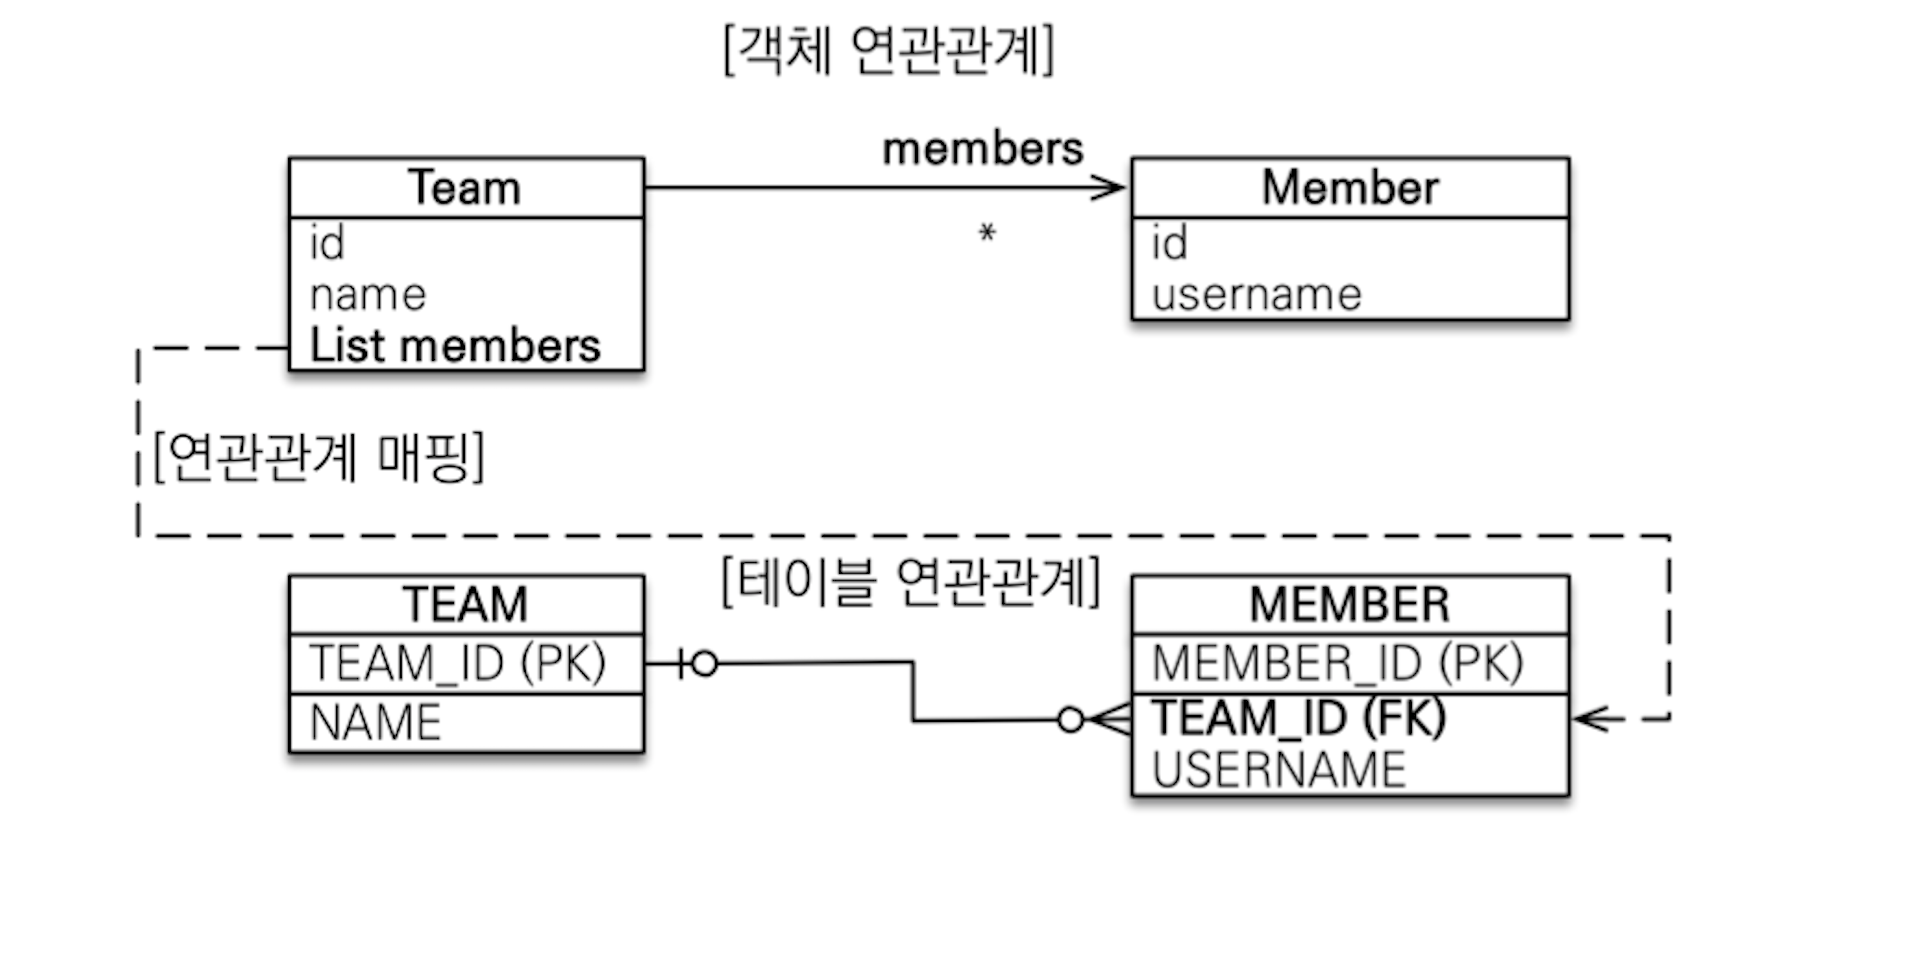 [객체 연관관계]
members
Team
Member
*
id
name
List members
id
username
[연관관계 매핑]
[테이블 연관관계]
TEAM
TEAM_ID (PK)
NAME
MEMBER
MEMBER_ID (PK)
TEAM_ID (FK)
USERNAME